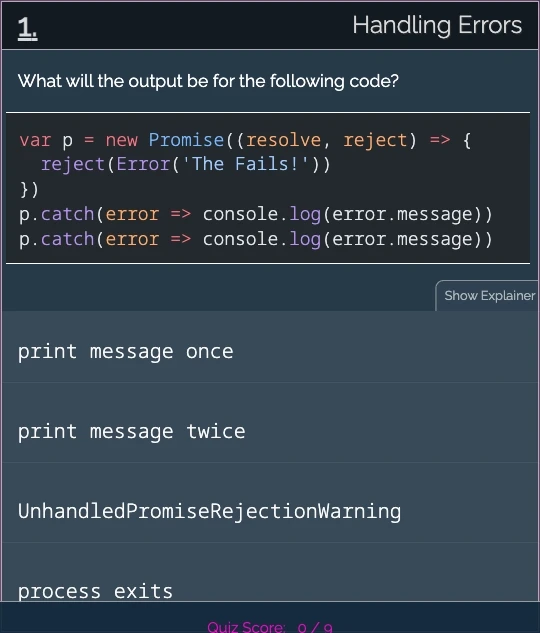 1.
Handling Errors
What will the output be for the following code?
var p = new Promise((resolve, reject) => {
  reject(Error('The Fails!'))
})
p.catch(error => console.log(error.message))
p.catch(error => console.log(error.message))
Show Explainer
print message once
print message twice
UnhandledPromiseRejectionWarning
process exits
Quiz Score: 0 / 9